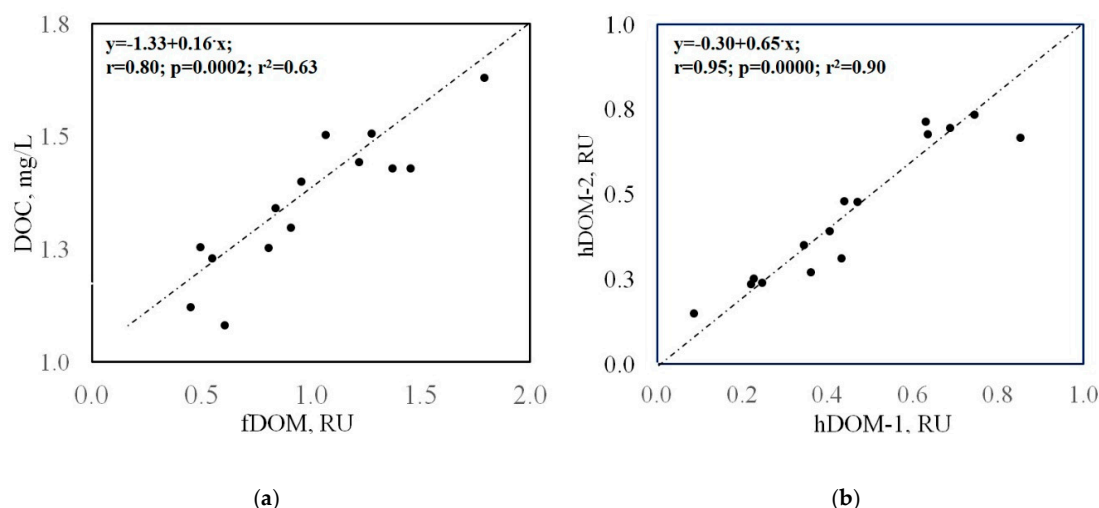 y=-1.33+0.16·x;
r=0.80; p=0.0002; r²=0.63
1.8
1.5
1.3
1.0
DOC, mg/L
0.0 0.5 1.0 1.5 2.0
fDOM, RU
(a)
y=-0.30+0.65·x;
r=0.95; p=0.0000; r²=0.90
1.0
0.8
0.5
0.3
0.0
hDOM-2, RU
0.0 0.2 0.4 0.6 0.8 1.0
hDOM-1, RU
(b)